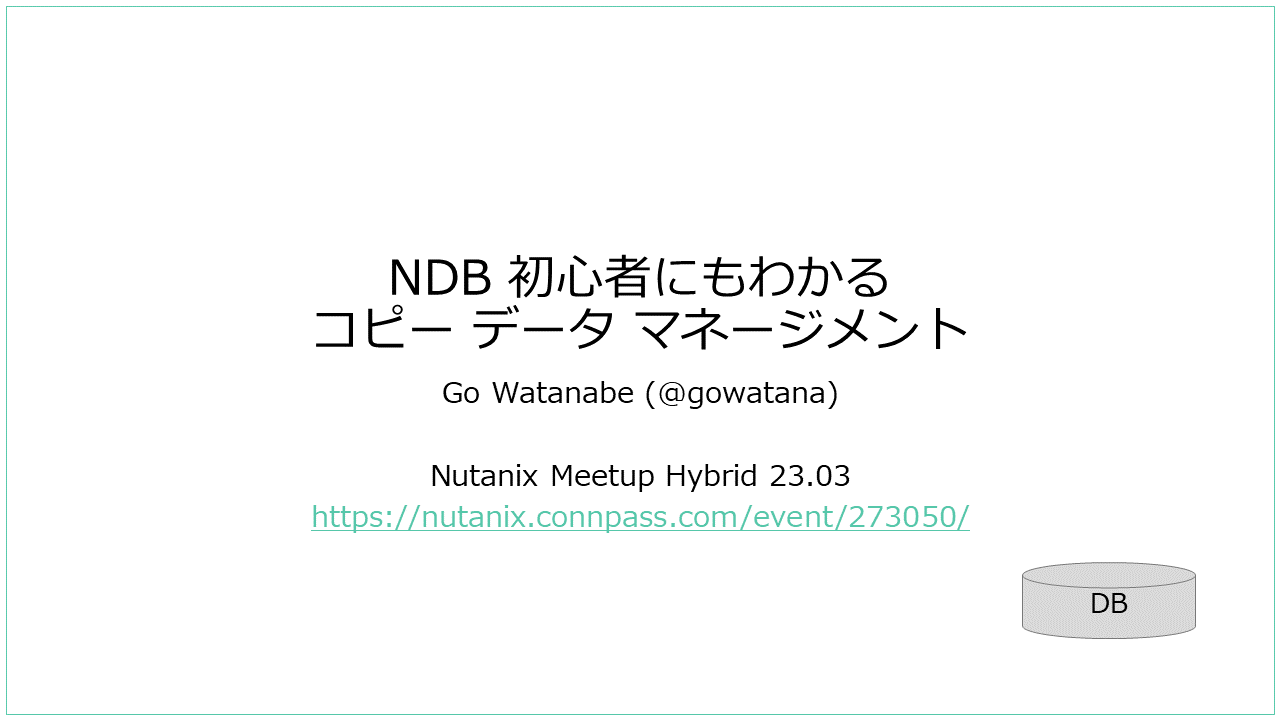 NDB 初心者にもわかる
コピー データ マネージメント
Go Watanabe (@gowatana)
Nutanix Meetup Hybrid 23.03
https://nutanix.connpass.com/event/273050/
DB